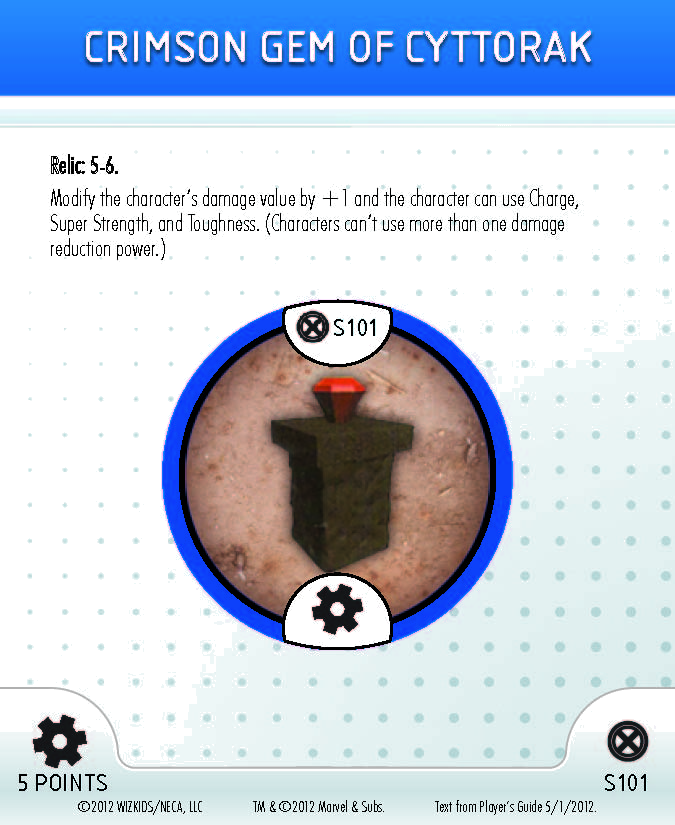 CRIMSON GEM OF CYTTORAK
Relic: 5-6.
Modify the character's damage value by +1 and the character can use Charge,
Super Strength, and Toughness. (Characters can't use more than one damage
reduction power.)
S101
5 POINTS
S101
©2012 WIZKIDS/NECA, LLC TM & ©2012 Marvel & Subs. Text from Player's Guide 5/1/2012.